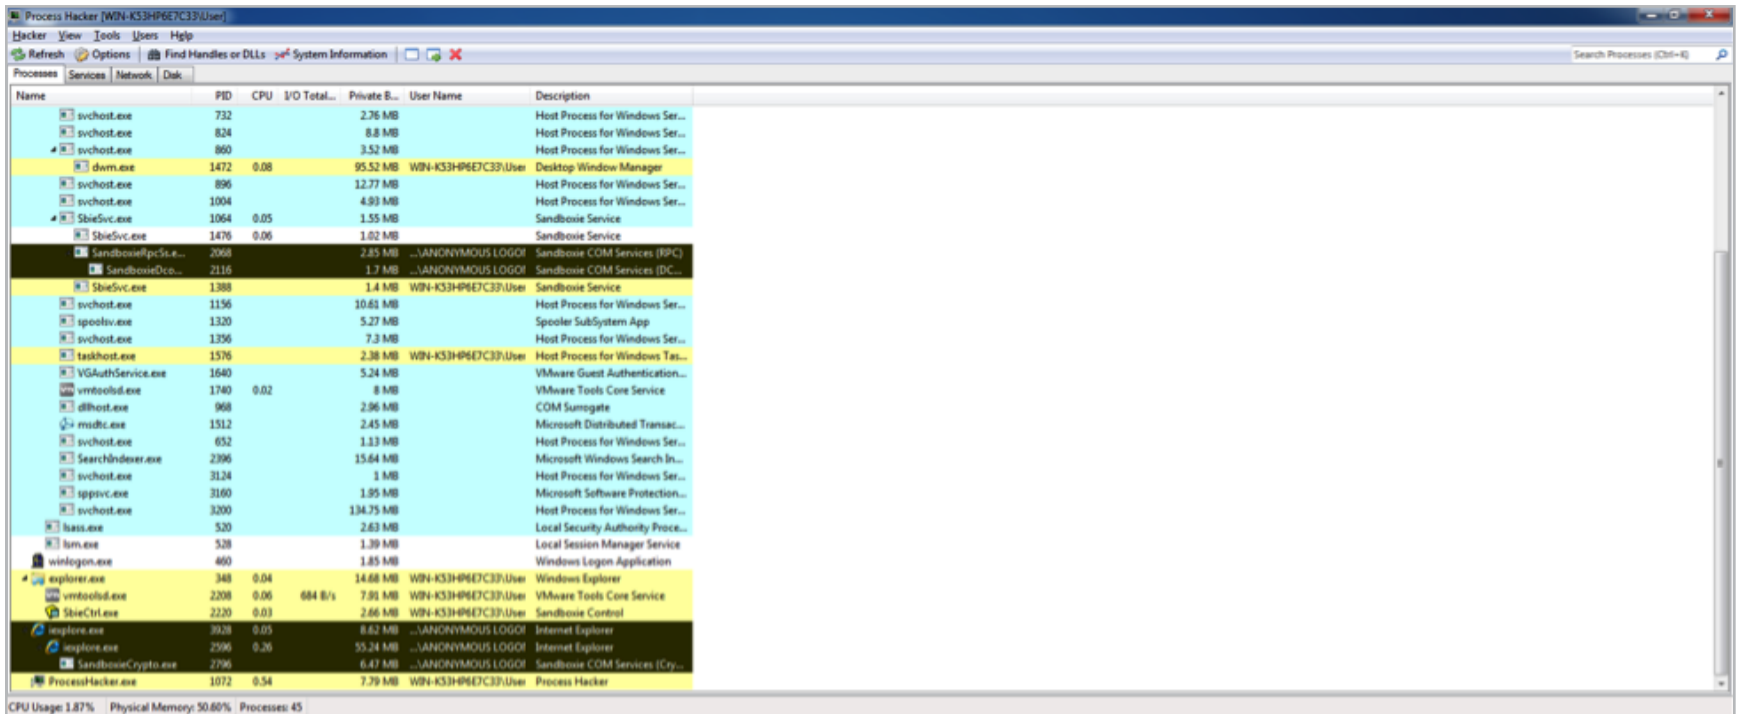 Process Hacker [WIN-K53HP6E7C33\User]
Hacker View Tools Users Help
Refresh Options Find Handles or DLLs System Information Search Processes (Ctrl+K)
Processes Services Network Disk
Name PID CPU I/O Total... Private B... User Name Description
svchost.exe 732 2.76 MB Host Process for Windows Ser...
svchost.exe 824 8.8 MB Host Process for Windows Ser...
svchost.exe 860 3.52 MB Host Process for Windows Ser...
dwm.exe 1472 0.08 95.52 MB WIN-K53HP6E7C33\User Desktop Window Manager
svchost.exe 896 12.77 MB Host Process for Windows Ser...
svchost.exe 1004 4.93 MB Host Process for Windows Ser...
SbieSvc.exe 1064 0.05 1.55 MB Sandboxie Service
SbieSvc.exe 1476 0.06 1.02 MB Sandboxie Service
SandboxieRpcSs.e... 2068 2.85 MB ...\ANONYMOUS LOGO! Sandboxie COM Services (RPC)
SandboxieDco... 2116 1.7 MB ...\ANONYMOUS LOGO! Sandboxie COM Services (DC...
SbieSvc.exe 1388 1.4 MB WIN-K53HP6E7C33\User Sandboxie Service
svchost.exe 1156 10.61 MB Host Process for Windows Ser...
spoolsv.exe 1320 5.27 MB Spooler SubSystem App
svchost.exe 1356 7.3 MB Host Process for Windows Ser...
taskhost.exe 1576 2.38 MB WIN-K53HP6E7C33\User Host Process for Windows Tas...
VGAuthService.exe 1640 5.24 MB VMware Guest Authentication...
vmtoolsd.exe 1740 0.02 8 MB VMware Tools Core Service
dllhost.exe 968 2.96 MB COM Surrogate
msdtc.exe 1512 2.45 MB Microsoft Distributed Transac...
svchost.exe 652 1.13 MB Host Process for Windows Ser...
SearchIndexer.exe 2396 15.64 MB Microsoft Windows Search In...
svchost.exe 3124 1 MB Host Process for Windows Ser...
sppsvc.exe 3160 1.95 MB Microsoft Software Protection...
svchost.exe 3200 134.75 MB Host Process for Windows Ser...
lsass.exe 520 2.63 MB Local Security Authority Proce...
lsm.exe 528 1.39 MB Local Session Manager Service
winlogon.exe 460 1.85 MB Windows Logon Application
explorer.exe 348 0.04 14.68 MB WIN-K53HP6E7C33\User Windows Explorer
vmtoolsd.exe 2208 0.06 684 B/s 7.91 MB WIN-K53HP6E7C33\User VMware Tools Core Service
SbieCtrl.exe 2220 0.03 2.66 MB WIN-K53HP6E7C33\User Sandboxie Control
iexplore.exe 3928 0.05 8.62 MB ...\ANONYMOUS LOGO! Internet Explorer
iexplore.exe 2596 0.26 55.24 MB ...\ANONYMOUS LOGO! Internet Explorer
SandboxieCrypto.exe 2796 6.47 MB ...\ANONYMOUS LOGO! Sandboxie COM Services (Cry...
ProcessHacker.exe 1072 0.54 7.79 MB WIN-K53HP6E7C33\User Process Hacker
CPU Usage: 1.87% Physical Memory: 50.60% Processes: 45